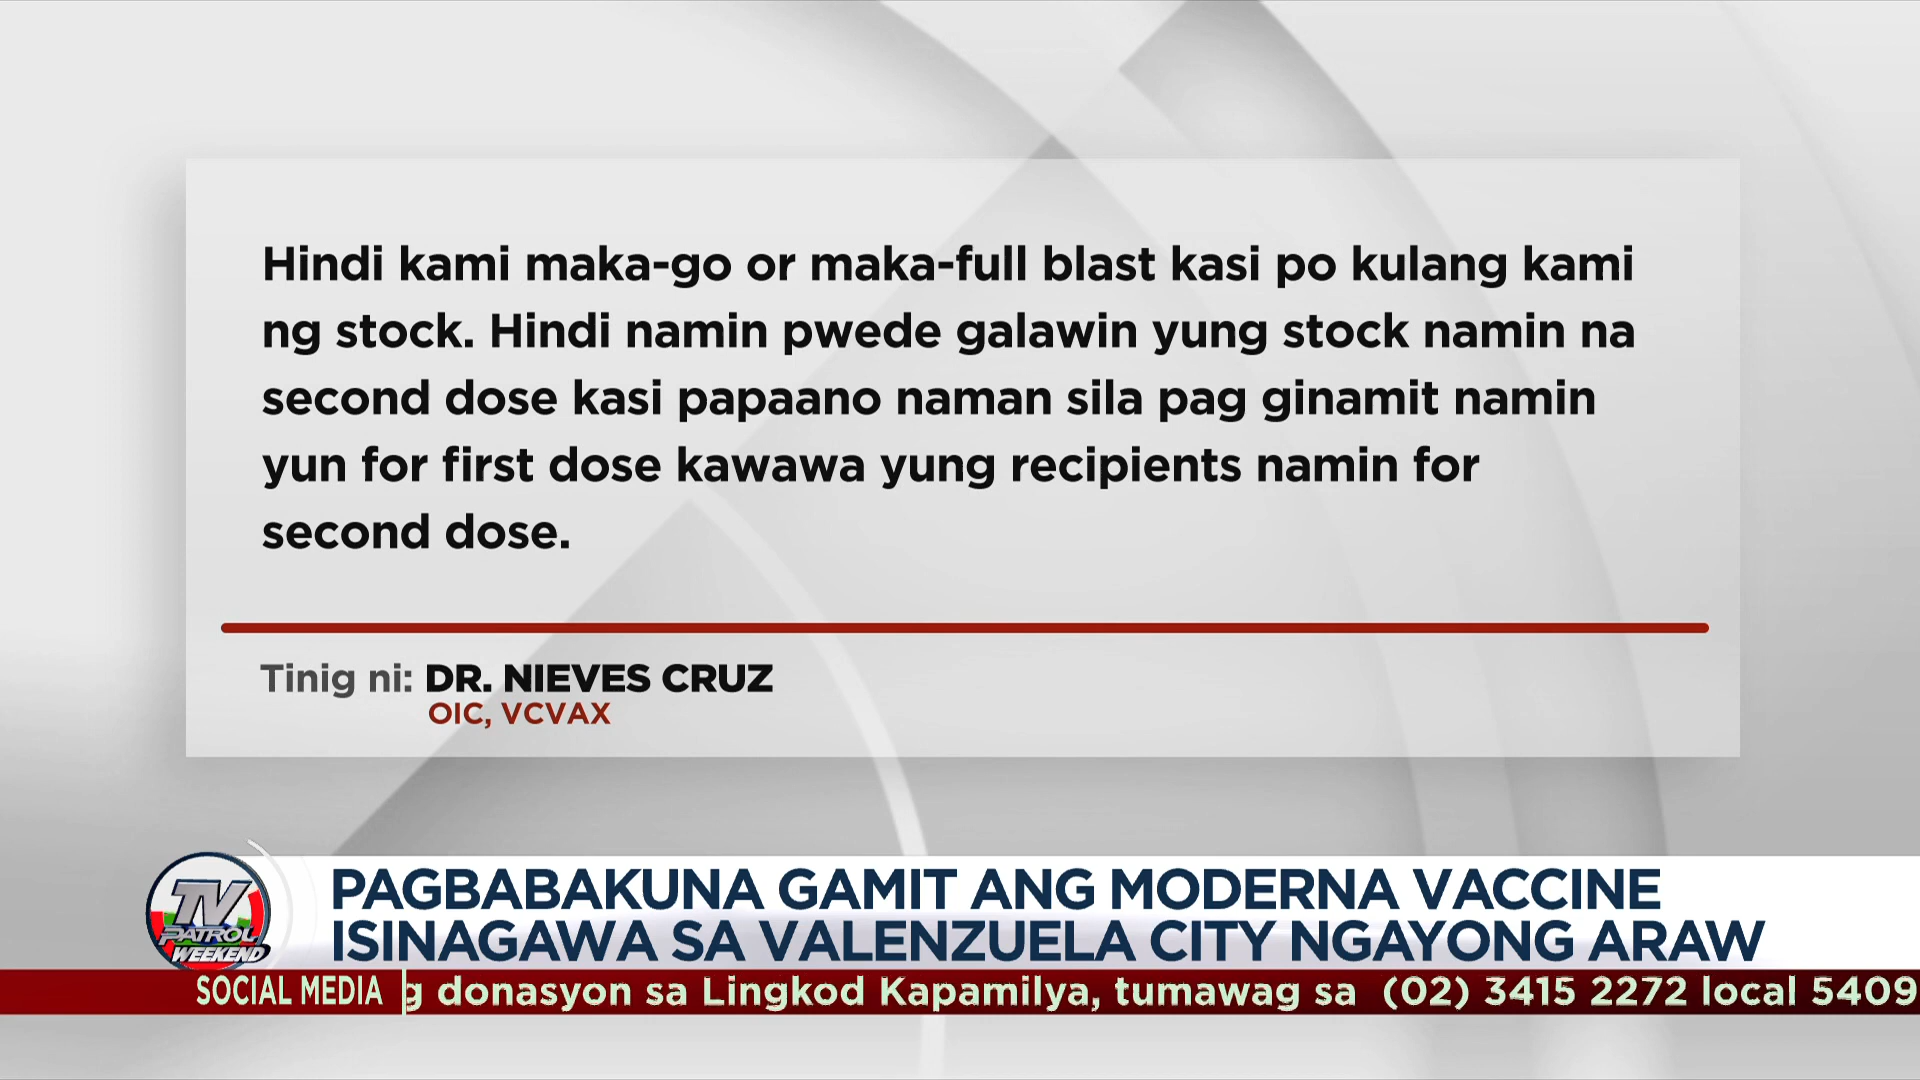 Hindi kami maka-go or maka-full blast kasi po kulang kami
ng stock. Hindi namin pwede galawin yung stock namin na
second dose kasi papaano naman sila pag ginamit namin
yun for first dose kawawa yung recipients namin for
second dose.
Tinig ni: DR. NIEVES CRUZ
OIC, VCVAX
TV
PATROL
WEEKEND
PAGBABAKUNA GAMIT ANG MODERNA VACCINE
ISINAGAWA SA VALENZUELA CITY NGAYONG ARAW
SOCIAL MEDIA g donasyon sa Lingkod Kapamilya, tumawag sa (02) 3415 2272 local 5409